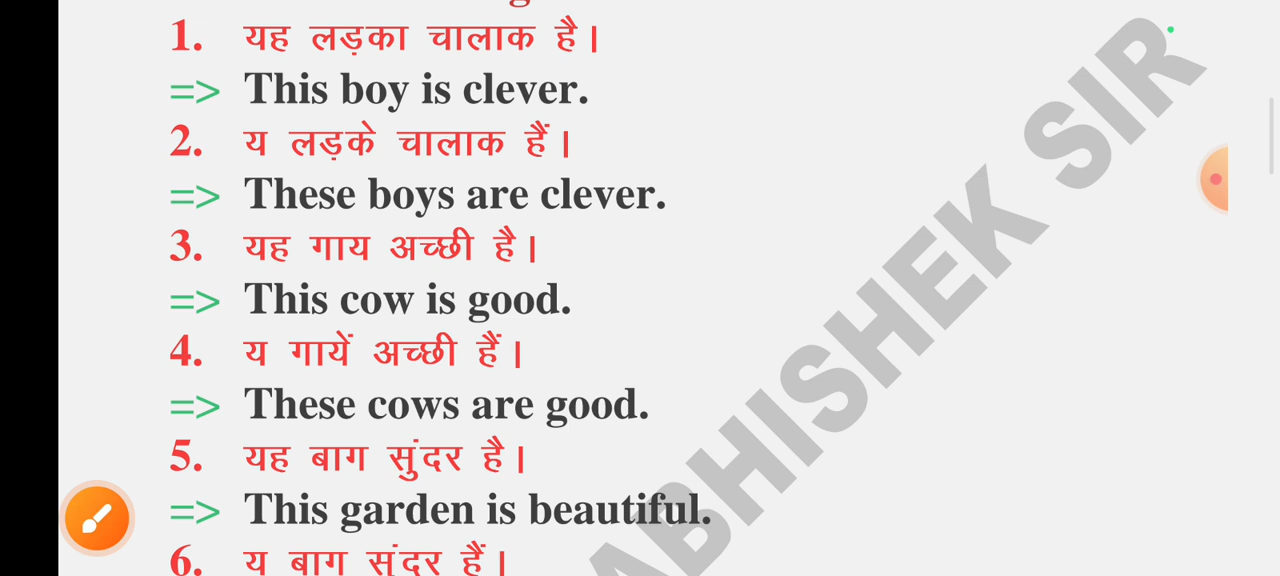 1. यह लड़का चालाक है।
=> This boy is clever.
2. य लड़के चालाक हैं।
=> These boys are clever.
3. यह गाय अच्छी है।
=> This cow is good.
4. य गायें अच्छी हैं।
=> These cows are good.
5. यह बाग सुंदर है।
=> This garden is beautiful.
6. य बाग सुंदर हैं।
ABHISHEK SIR